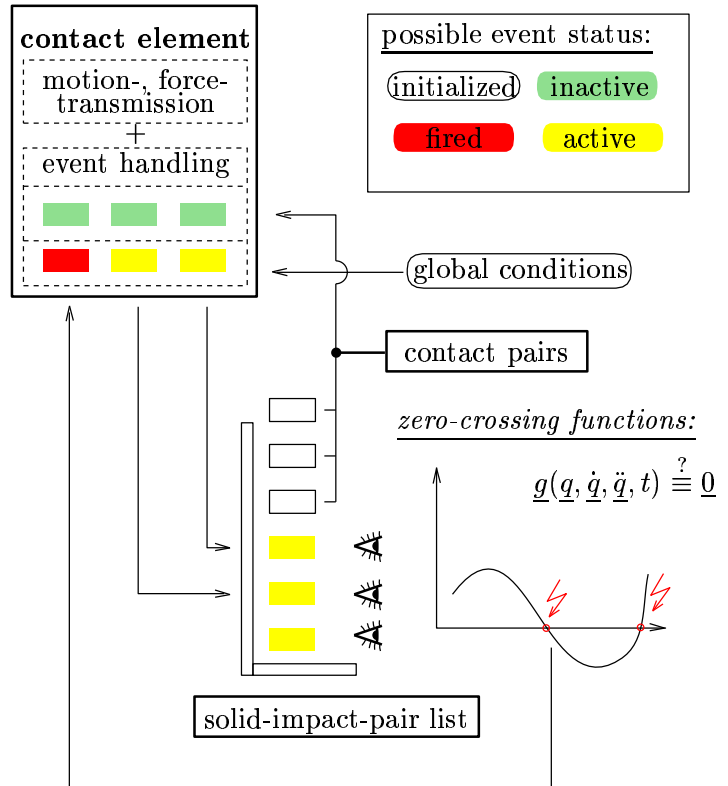 contact element
motion-, force-
transmission
+
event handling
possible event status:
initialized
inactive
fired
active
global conditions
contact pairs
zero-crossing functions:
g(q, q̇, q̈, t) ≡? 0
solid-impact-pair list